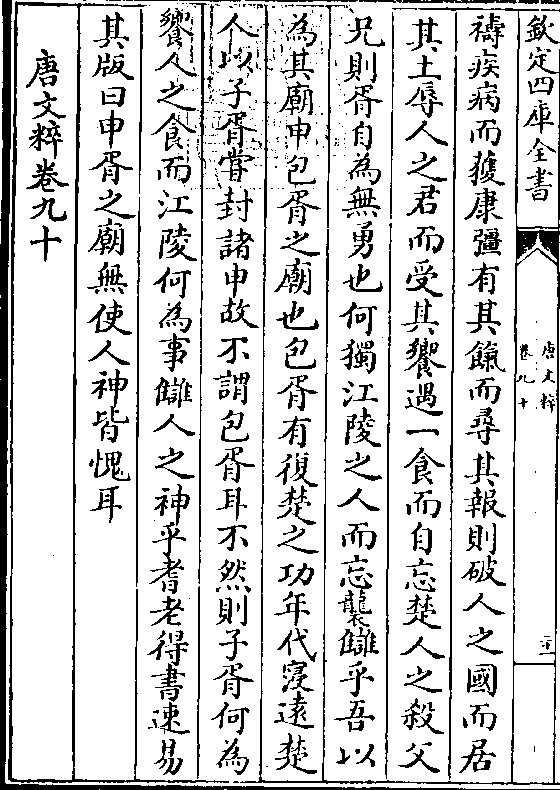 欽定四庫全書
唐文粹
卷九十
二十一
禱疾病而獲康彊有其餼而尋其報則破人之國而居
其土辱人之君而受其饗遇一食而自忘楚人之殺父
兄則胥自為無勇也何獨江陵之人而忘襲讎乎吾以
為其廟申包胥之廟也包胥有復楚之功年代寖遠楚
人以子胥嘗封諸申故不謂包胥耳不然則子胥何為
饗人之食而江陵何為事讎人之神乎耆老得書速易
其版曰申胥之廟無使人神皆愧耳
唐文粹卷九十